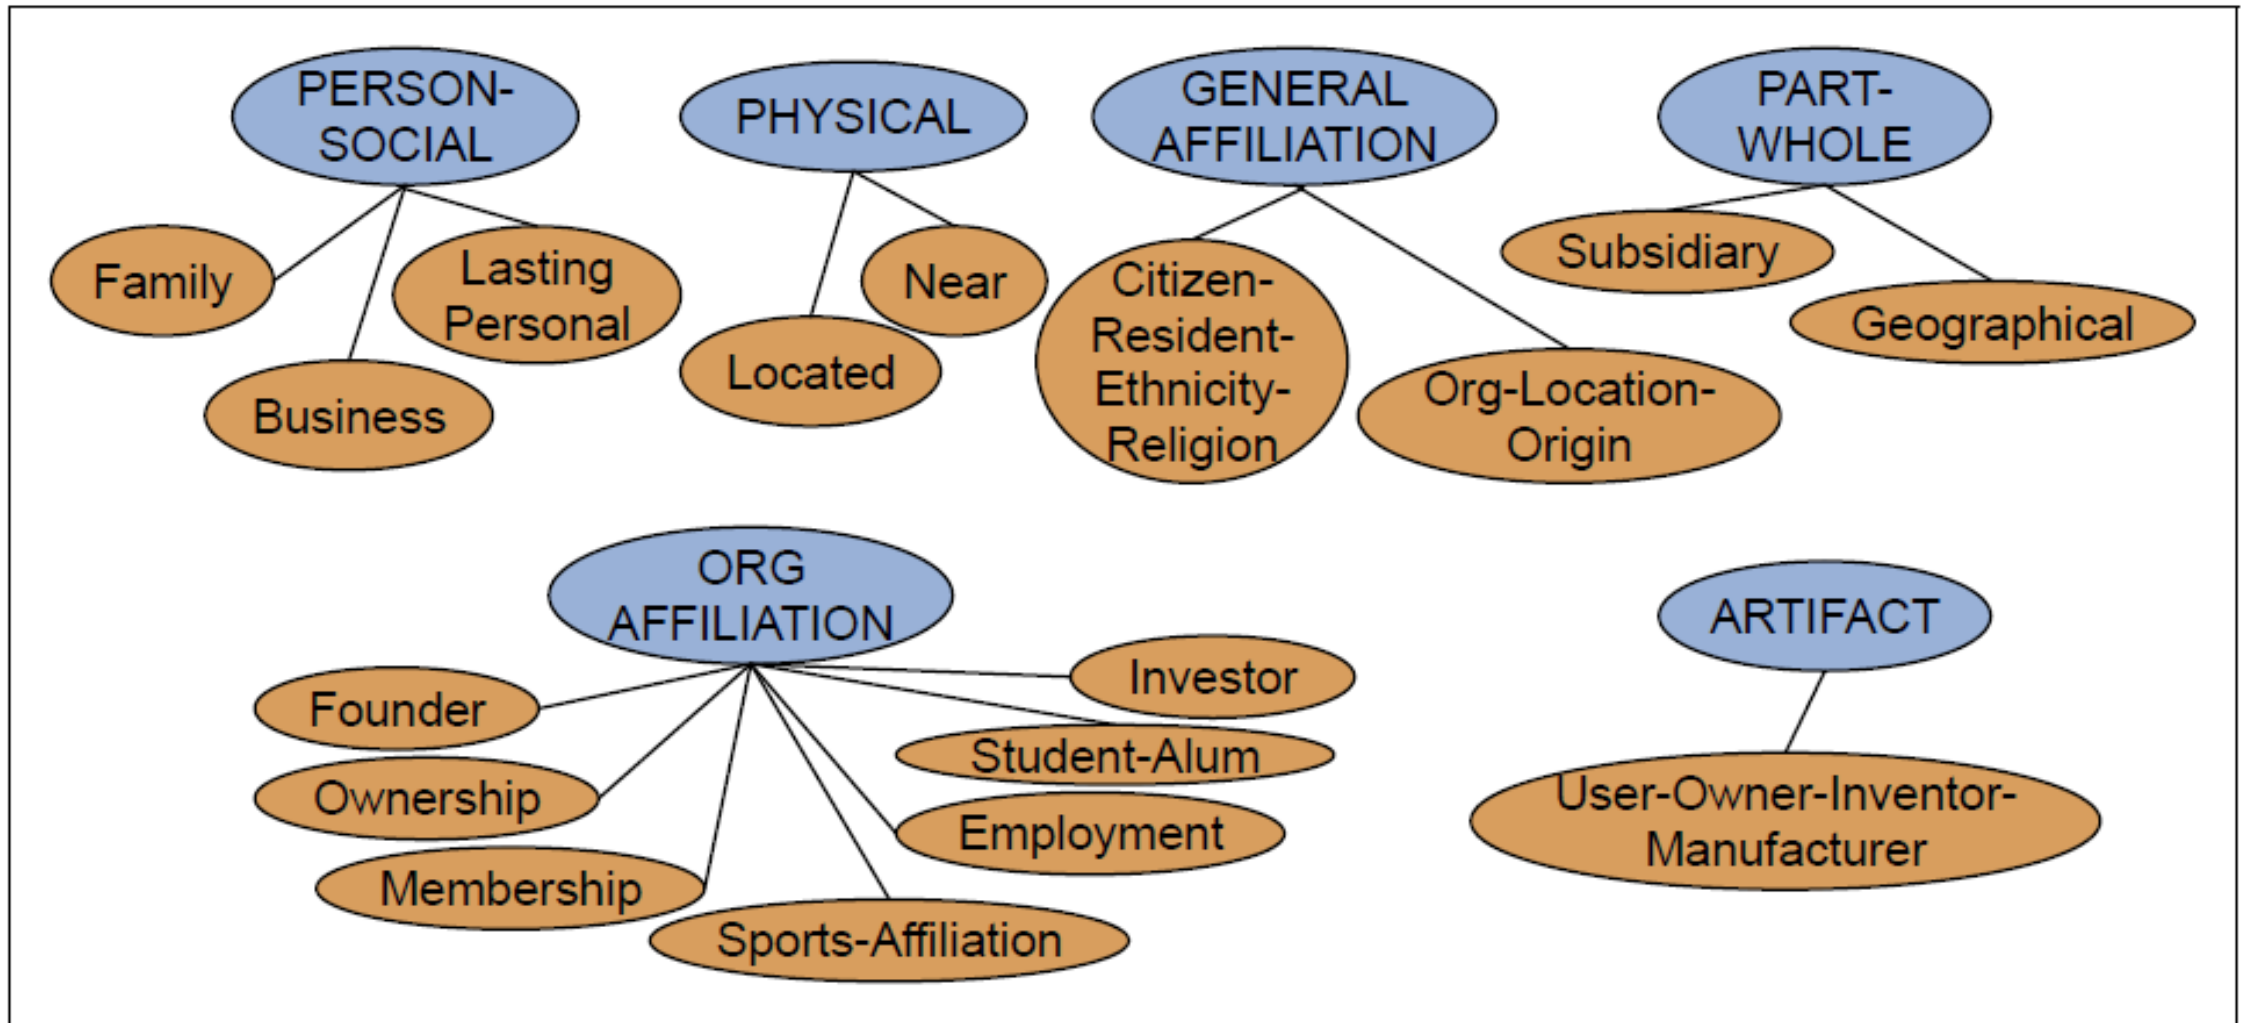 PERSON-
SOCIAL
PHYSICAL
GENERAL
AFFILIATION
PART-
WHOLE
Family
Lasting
Personal
Business
Near
Located
Citizen-
Resident-
Ethnicity-
Religion
Org-Location-
Origin
Subsidiary
Geographical
ORG
AFFILIATION
ARTIFACT
Founder
Ownership
Membership
Sports-Affiliation
Investor
Student-Alum
Employment
User-Owner-Inventor-
Manufacturer